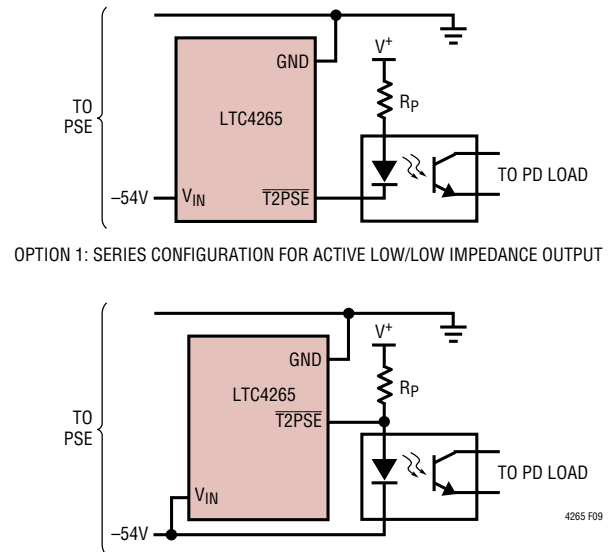 V+
GND
RP
TO
PSE
LTC4265
TO PD LOAD
–54V
VIN
T2PSE
OPTION 1: SERIES CONFIGURATION FOR ACTIVE LOW/LOW IMPEDANCE OUTPUT
V+
GND
RP
LTC4265
TO
PSE
T2PSE
TO PD LOAD
VIN
–54V
4265 F09